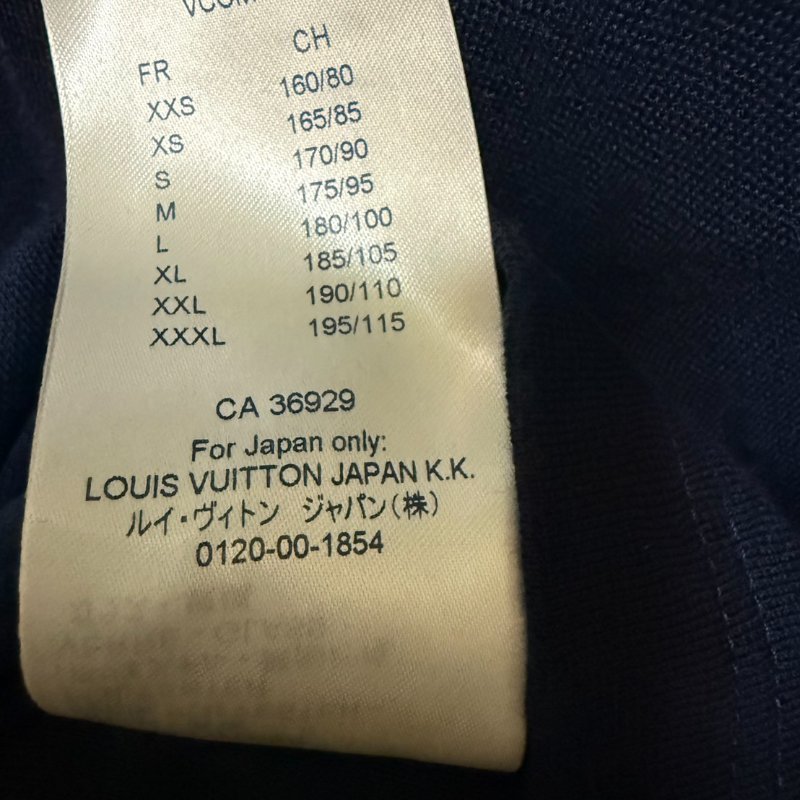 CH
FR 160/80
XXS 165/85
XS 170/90
S 175/95
M 180/100
L 185/105
XL 190/110
XXL 195/115
XXXL
CA 36929
For Japan only:
LOUIS VUITTON JAPAN K.K.
ルイ・ヴィトン ジャパン(株)
0120-00-1854